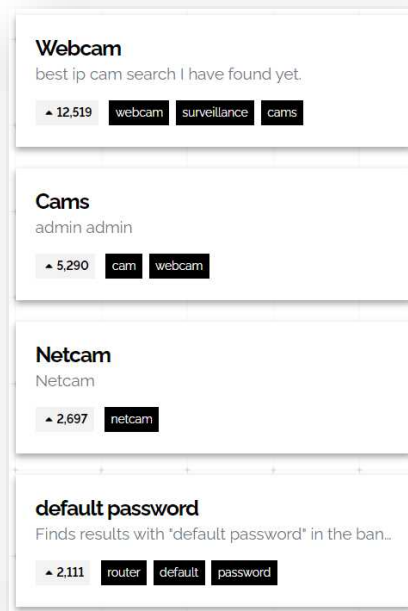 Webcam
best ip cam search I have found yet.
12,519 webcam surveillance cams
Cams
admin admin
5,290 cam webcam
Netcam
Netcam
2,697 netcam
default password
Finds results with "default password" in the ban...
2,111 router default password